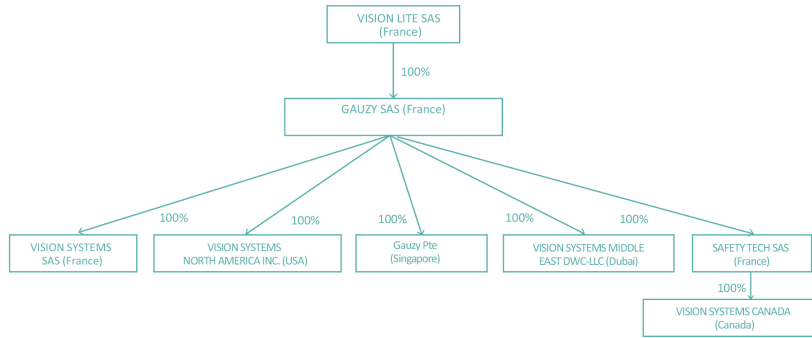 VISION LITE SAS
(France)
100%
GAUZY SAS (France)
100%
100%
100%
100%
100%
VISION SYSTEMS
SAS (France)
VISION SYSTEMS
NORTH AMERICA INC. (USA)
Gauzy Pte
(Singapore)
VISION SYSTEMS MIDDLE
EAST DWC-LLC (Dubai)
SAFETY TECH SAS
(France)
100%
VISION SYSTEMS CANADA
(Canada)